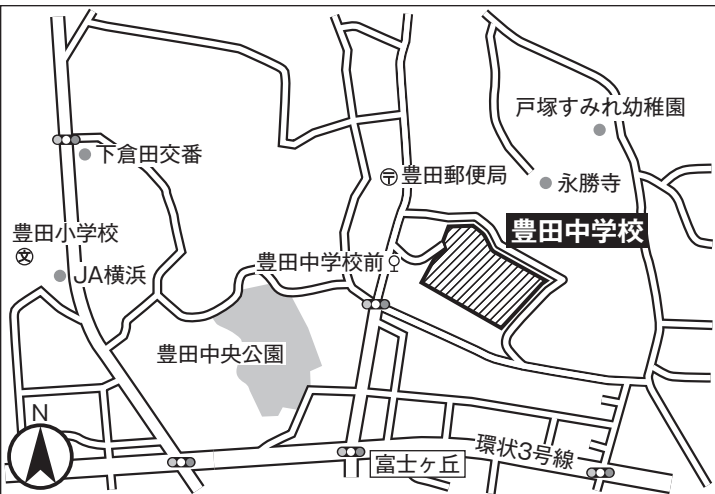 戸塚すみれ幼稚園
下倉田交番
〒豊田郵便局
永勝寺
豊田小学校
文
豊田中学校
JA横浜
豊田中学校前
豊田中央公園
N
富士ヶ丘
環状3号線